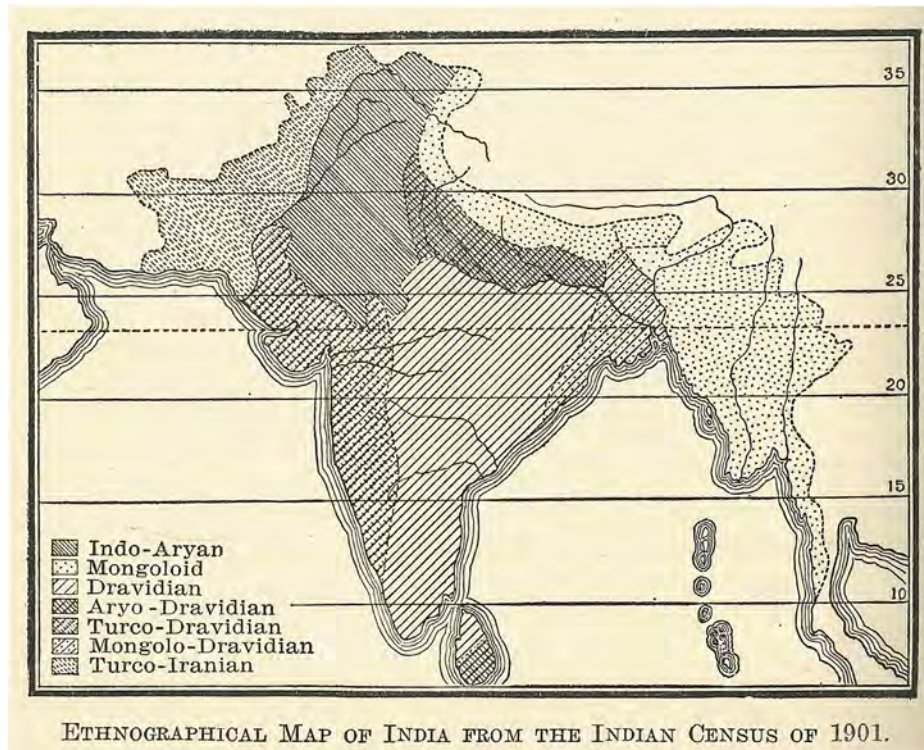 35
30
25
20
15
10
Indo-Aryan
Mongoloid
Dravidian
Aryo-Dravidian
Turco-Dravidian
Mongolo-Dravidian
Turco-Iranian
ETHNOGRAPHICAL MAP OF INDIA FROM THE INDIAN CENSUS OF 1901.